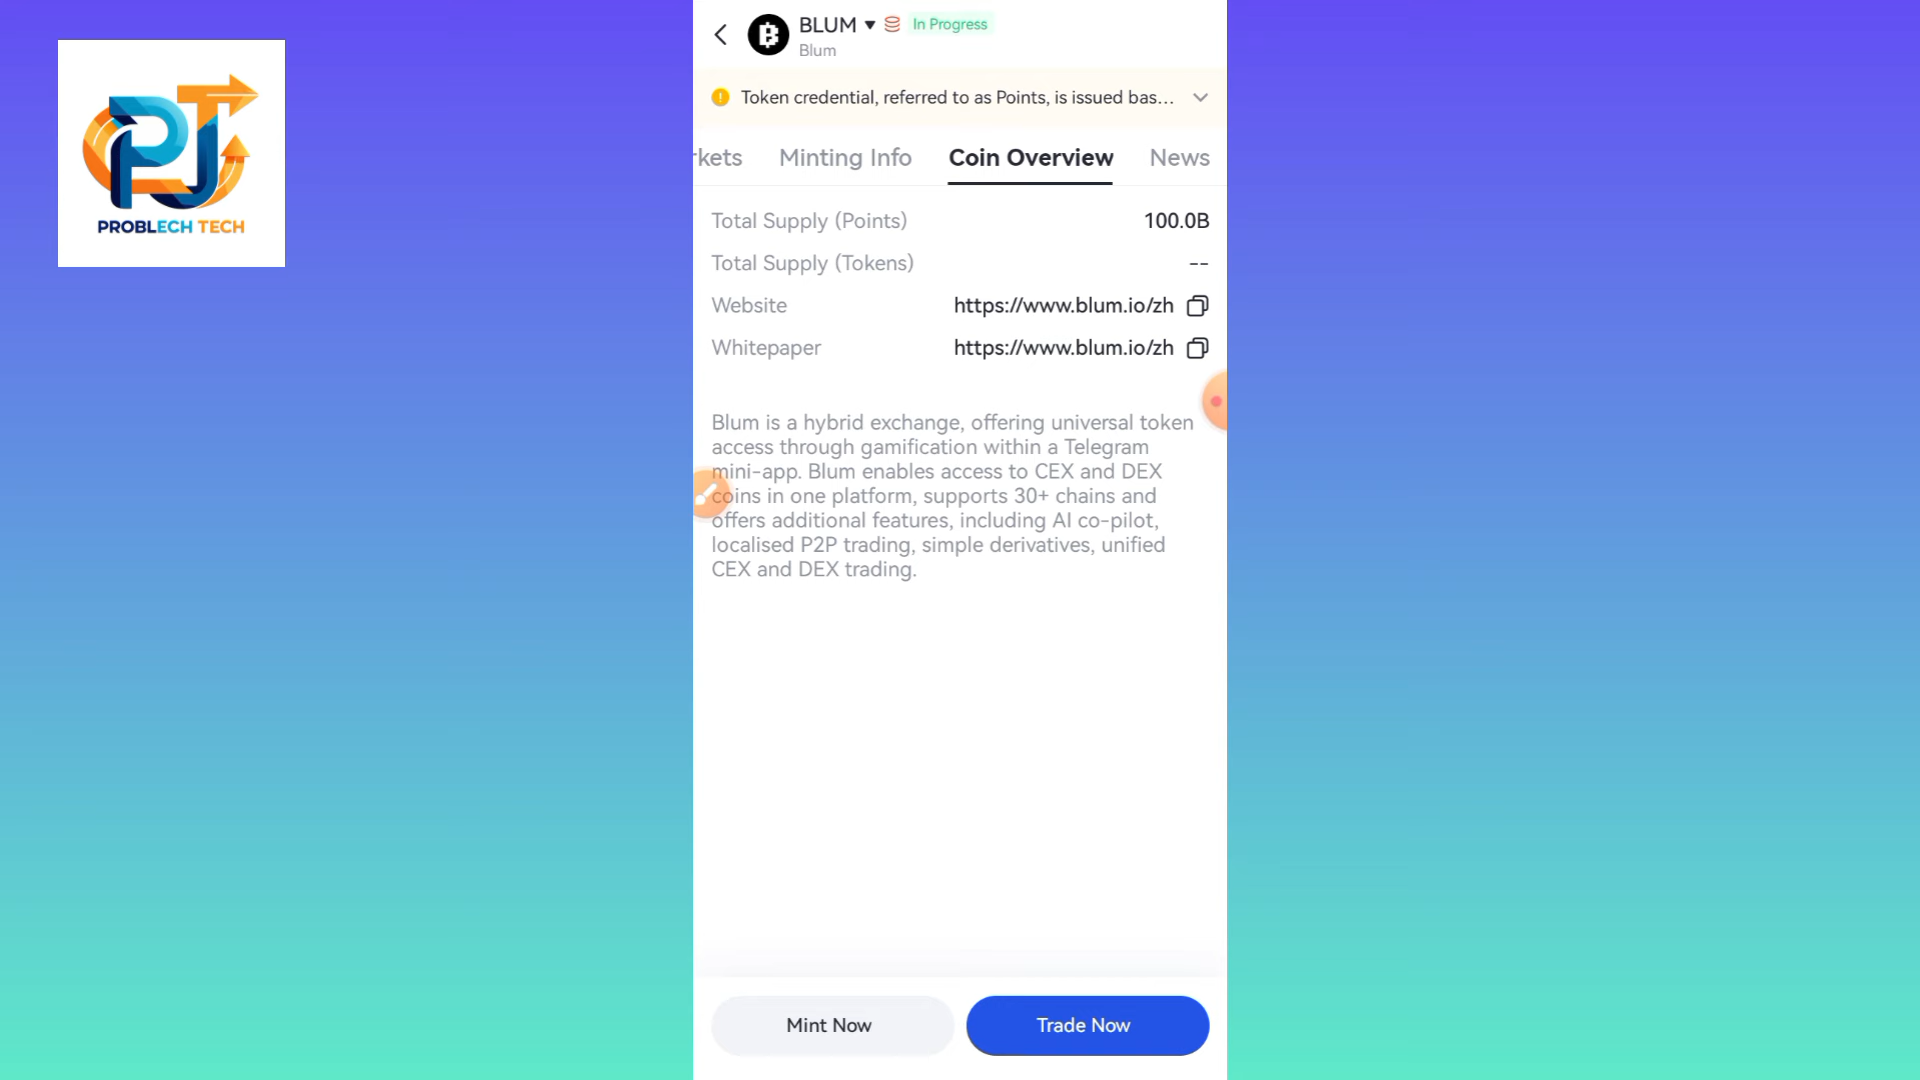 BLUM
In Progress
Blum
Token credential, referred to as Points, is issued bas...
rkets Minting Info Coin Overview News
Total Supply (Points) 100.0B
Total Supply (Tokens) --
Website https://www.blum.io/zh
Whitepaper https://www.blum.io/zh
Blum is a hybrid exchange, offering universal token
access through gamification within a Telegram
mini-app. Blum enables access to CEX and DEX
coins in one platform, supports 30+ chains and
offers additional features, including AI co-pilot,
localised P2P trading, simple derivatives, unified
CEX and DEX trading.
Mint Now Trade Now
PJT
PROBLECH TECH